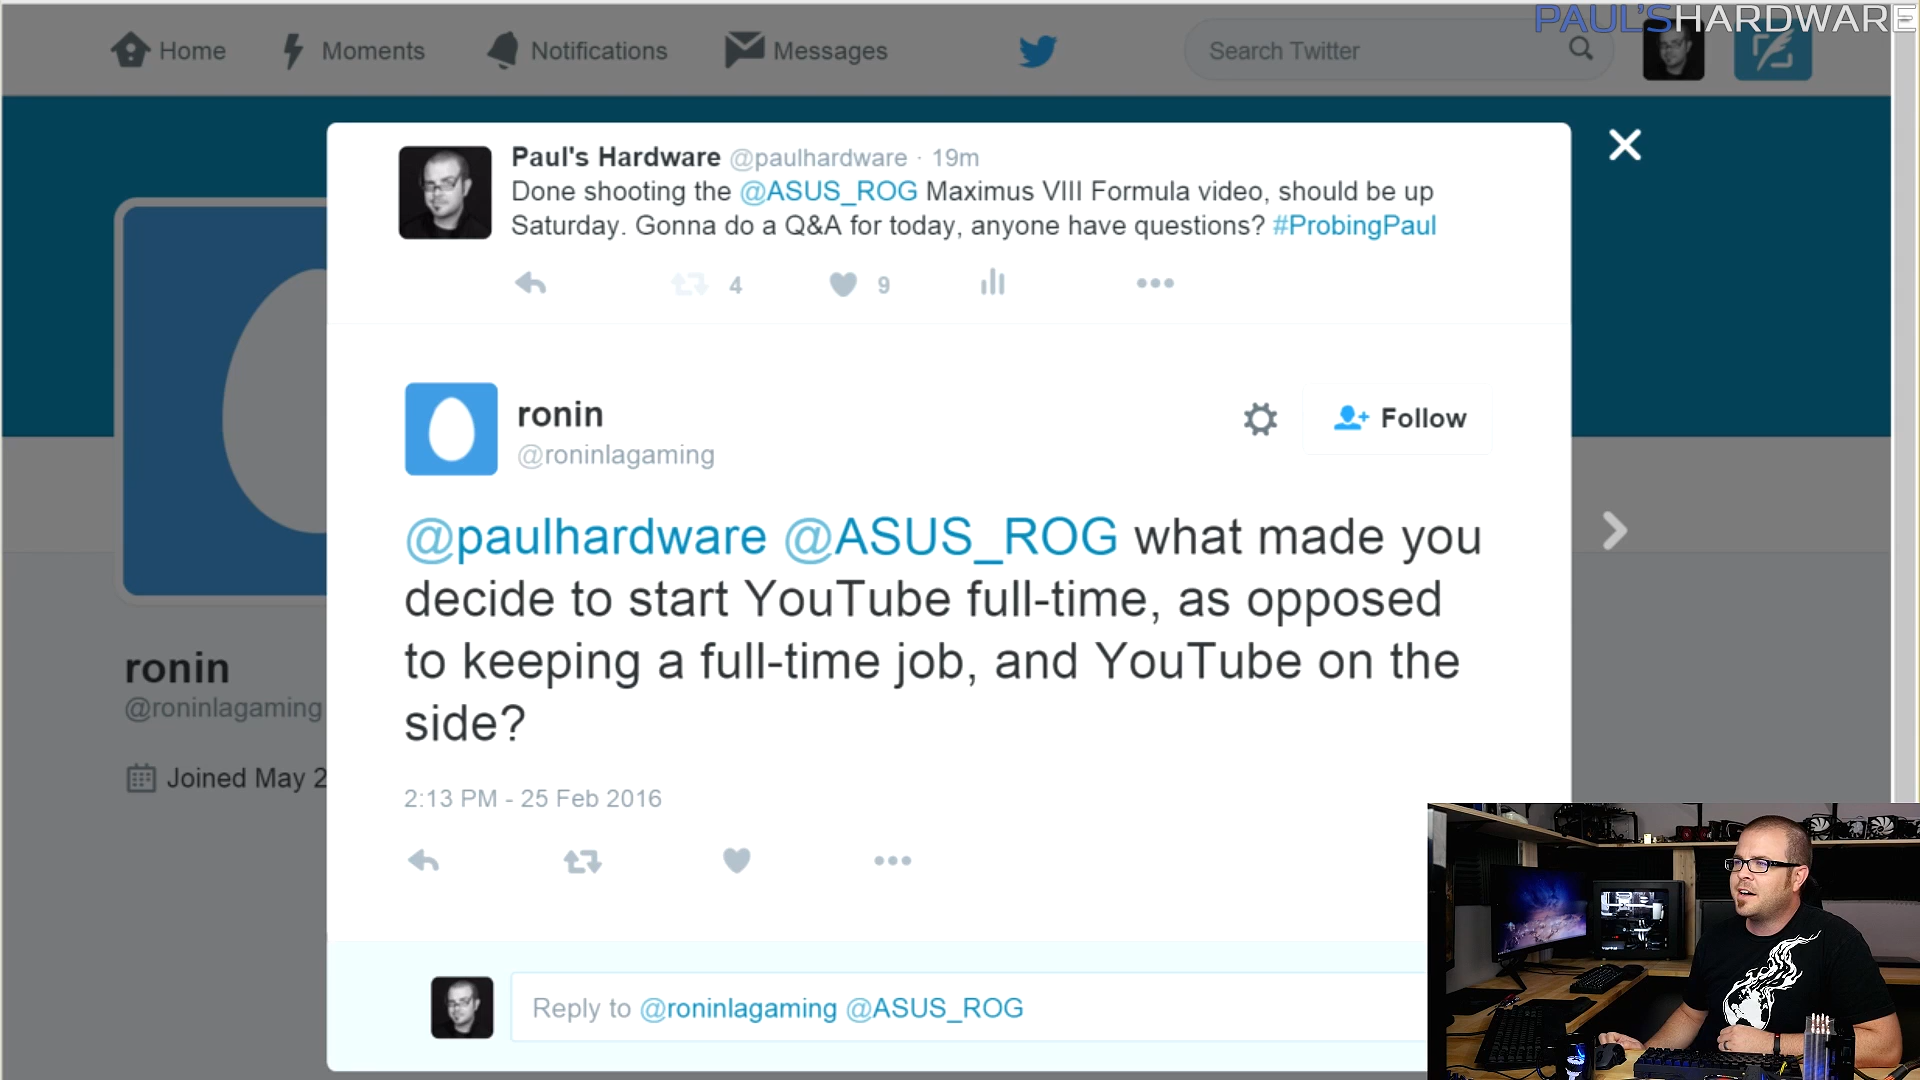 PAUL'SHARDWARE
Home Moments Notifications Messages Search Twitter
Paul's Hardware @paulhardware · 19m
Done shooting the @ASUS_ROG Maximus VIII Formula video, should be up
Saturday. Gonna do a Q&A for today, anyone have questions? #ProbingPaul
4 9
ronin
@roninlagaming
Follow
@paulhardware @ASUS_ROG what made you
decide to start YouTube full-time, as opposed
to keeping a full-time job, and YouTube on the
side?
2:13 PM - 25 Feb 2016
ronin
@roninlagaming
Joined May 2
Reply to @roninlagaming @ASUS_ROG